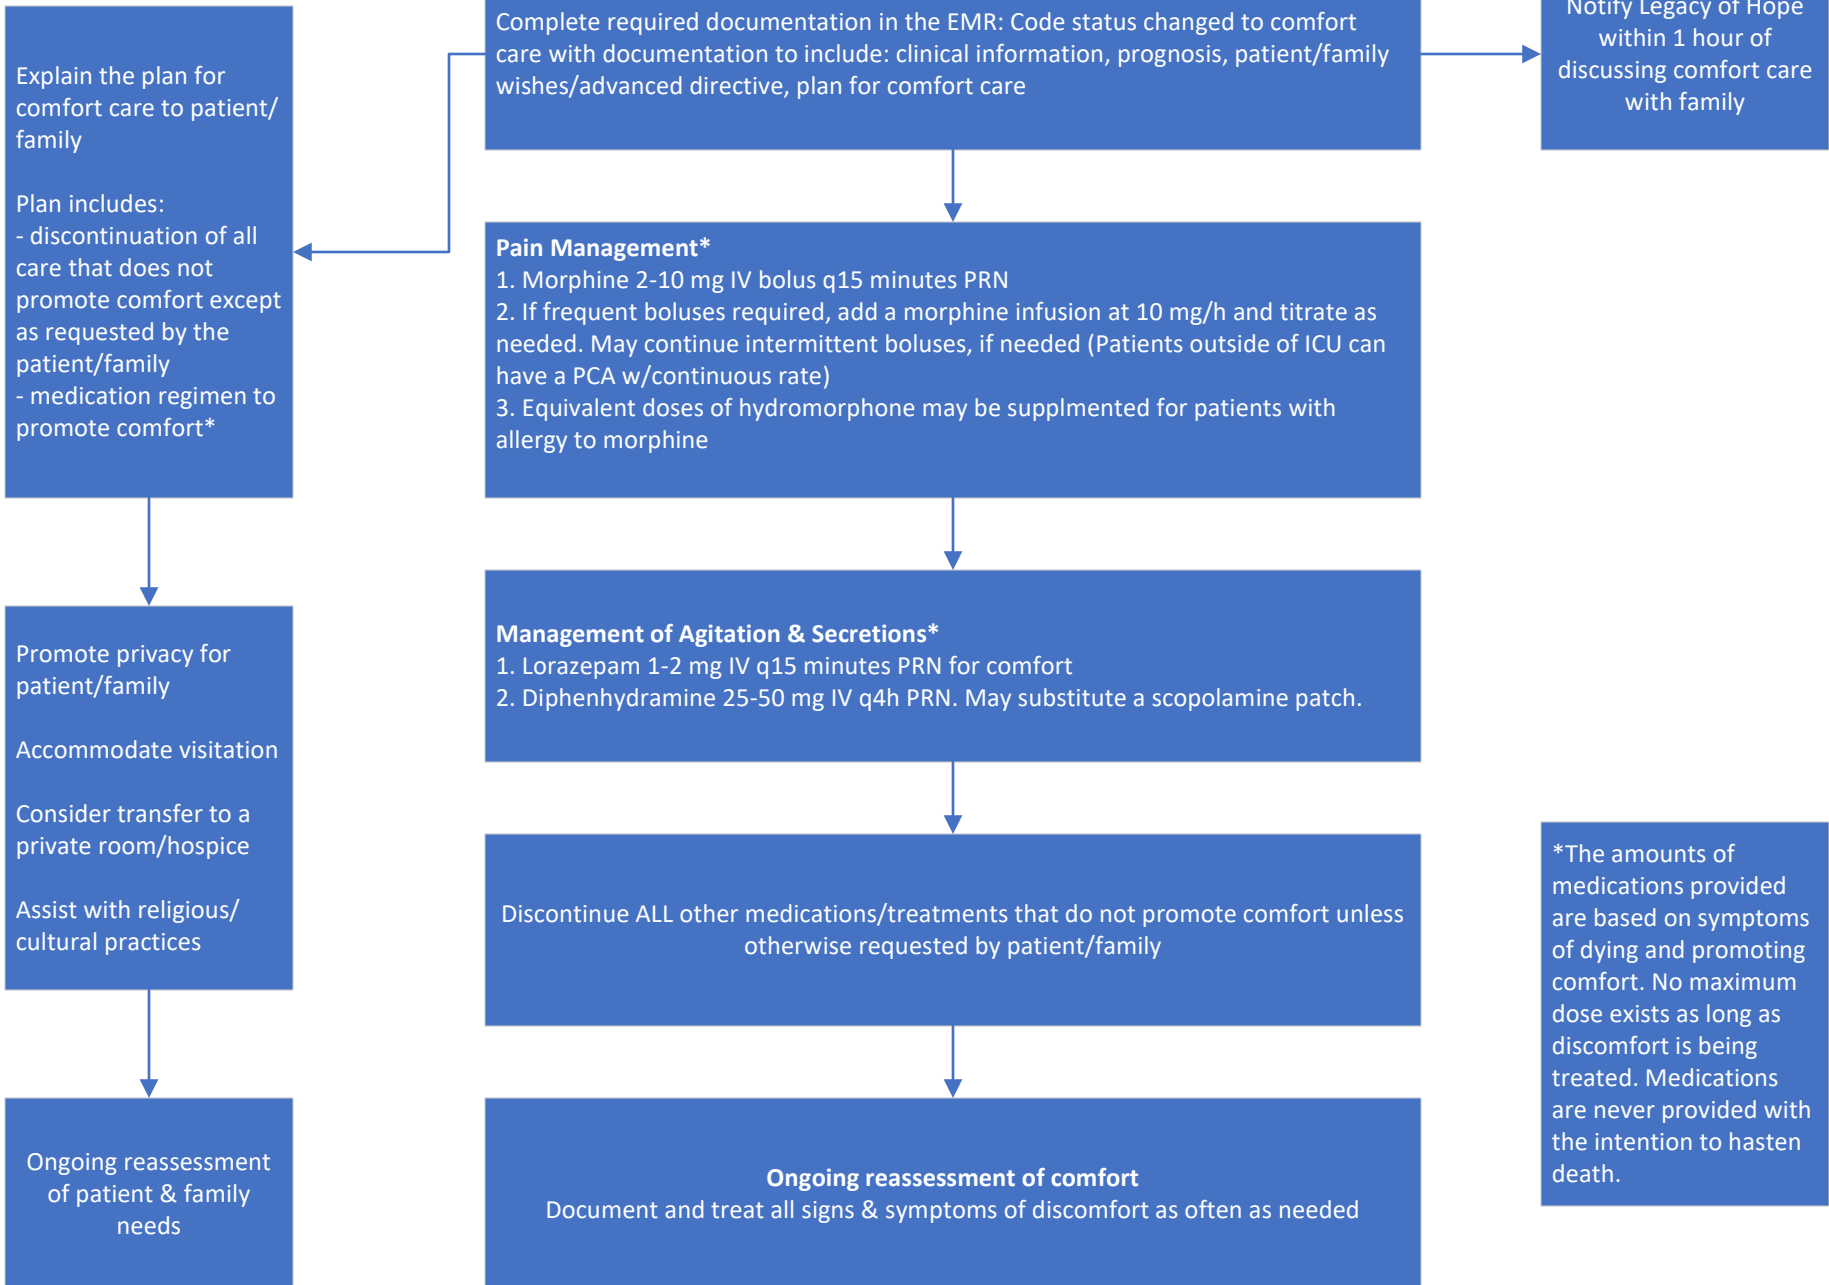 Complete required documentation in the EMR: Code status changed to comfort
care with documentation to include: clinical information, prognosis, patient/family
wishes/advanced directive, plan for comfort care
Notify Legacy of Hope
within 1 hour of
discussing comfort care
with family
Explain the plan for
comfort care to patient/
family
Plan includes:
- discontinuation of all
care that does not
promote comfort except
as requested by the
patient/family
- medication regimen to
promote comfort*
Pain Management*
1. Morphine 2-10 mg IV bolus q15 minutes PRN
2. If frequent boluses required, add a morphine infusion at 10 mg/h and titrate as
needed. May continue intermittent boluses, if needed (Patients outside of ICU can
have a PCA w/continuous rate)
3. Equivalent doses of hydromorphone may be supplmented for patients with
allergy to morphine
Management of Agitation & Secretions*
1. Lorazepam 1-2 mg IV q15 minutes PRN for comfort
2. Diphenhydramine 25-50 mg IV q4h PRN. May substitute a scopolamine patch.
Promote privacy for
patient/family
Accommodate visitation
Consider transfer to a
private room/hospice
Assist with religious/
cultural practices
Discontinue ALL other medications/treatments that do not promote comfort unless
otherwise requested by patient/family
*The amounts of
medications provided
are based on symptoms
of dying and promoting
comfort. No maximum
dose exists as long as
discomfort is being
treated. Medications
are never provided with
the intention to hasten
death.
Ongoing reassessment
of patient & family
needs
Ongoing reassessment of comfort
Document and treat all signs & symptoms of discomfort as often as needed